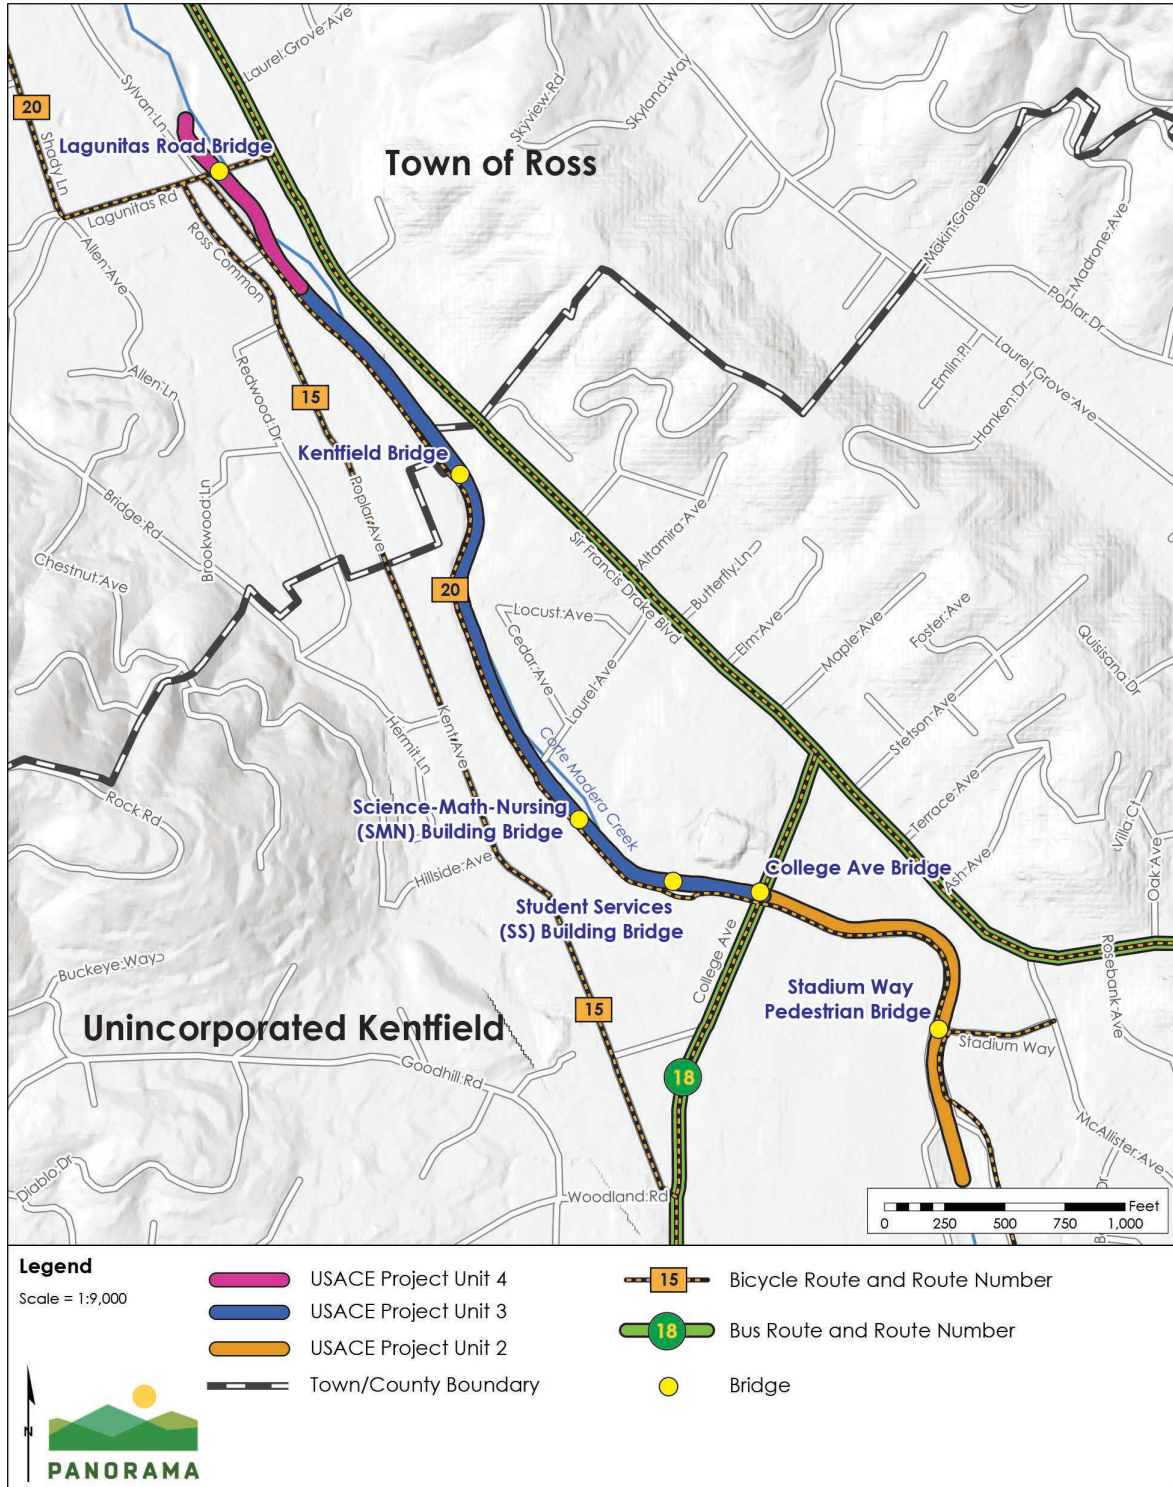 Laurel Grove Ave
Sylvan Ln
20
Shady Ln
Skyview Rd
Skyland Way
Lagunitas Road Bridge
Town of Ross
Lagunitas Rd
Ross Common
Allen Ave
Makin Grade
Madrone Ave
Poplar Dr
Laurel Grove Ave
Emlin Pl
Hanken Dr
Allen Ln
Redwood Dr
15
Kentfield Bridge
Bridge Rd
Brookwood Ln
Poplar Ave
Chestnut Ave
Sir Francis Drake Blvd
Altamira Ave
Butterfly Ln
20
Locust Ave
Cedar Ave
Laurel Ave
Elm Ave
Maple Ave
Foster Ave
Quisisana Dr
Stetson Ave
Kent Ave
Hermit Ln
Corte Madera Creek
Rock Rd
Science-Math-Nursing
(SMN) Building Bridge
Terrace Ave
Villa Ct
Oak Ave
Ash Ave
Hillside Ave
College Ave Bridge
Student Services
(SS) Building Bridge
College Ave
Rosebank Ave
Buckeye Way
Stadium Way
Pedestrian Bridge
Unincorporated Kentfield
15
Stadium Way
Goodhill Rd
18
McAllister Ave
Diablo Dr
Woodland Rd
Dr
Feet
0 250 500 750 1,000
Legend
Scale = 1:9,000
USACE Project Unit 4
USACE Project Unit 3
USACE Project Unit 2
Town/County Boundary
15 Bicycle Route and Route Number
18 Bus Route and Route Number
Bridge
N
PANORAMA